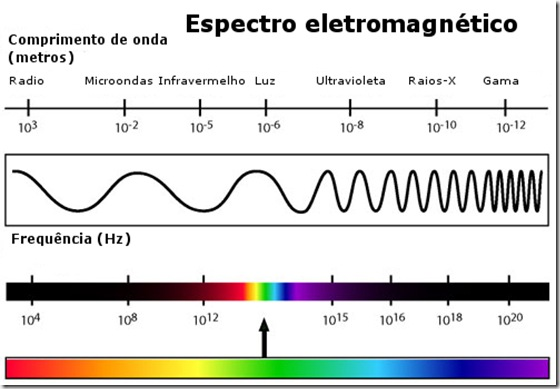 Espectro eletromagnético
Comprimento de onda
(metros)
Radio Microondas Infravermelho Luz Ultravioleta Raios-X Gama
10³ 10⁻² 10⁻⁵ 10⁻⁶ 10⁻⁸ 10⁻¹⁰ 10⁻¹²
Frequência (Hz)
10⁴ 10⁸ 10¹² 10¹⁵ 10¹⁶ 10¹⁸ 10²⁰